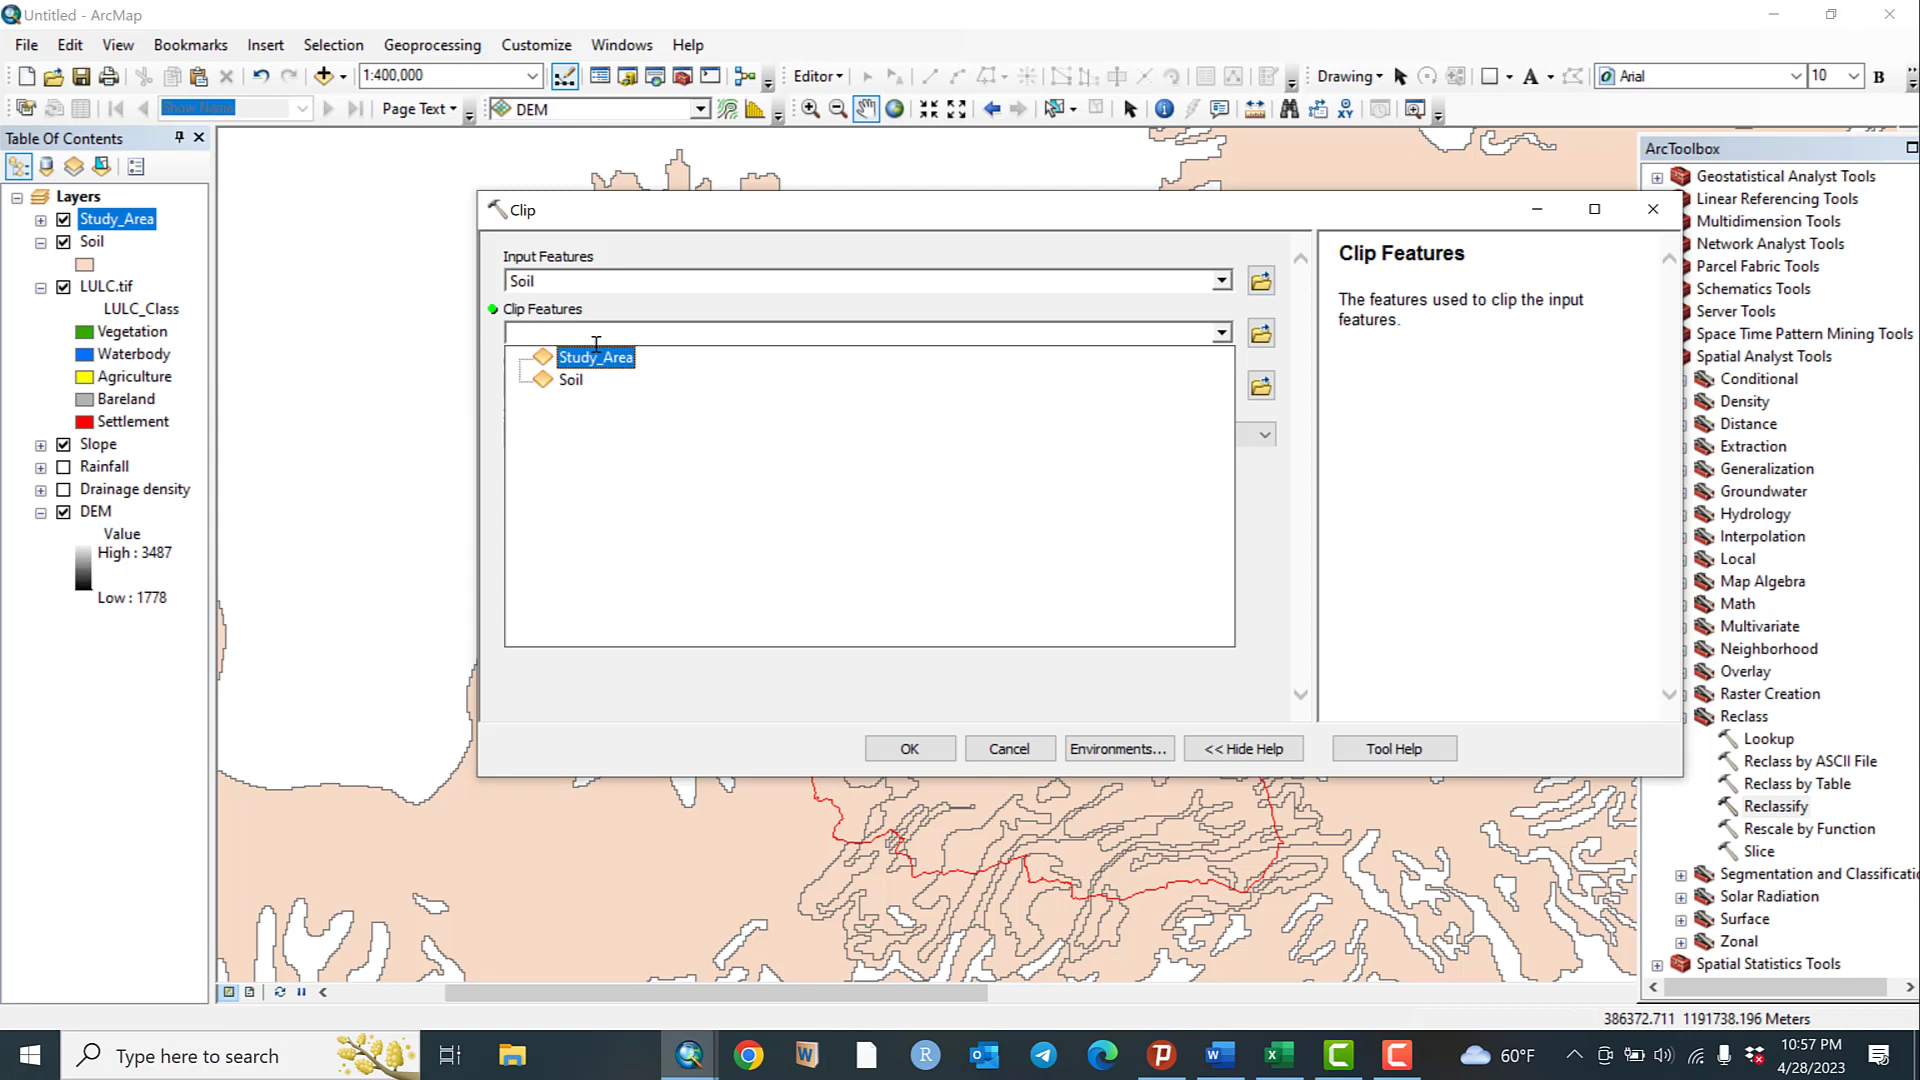 Untitled - ArcMap
File Edit View Bookmarks Insert Selection Geoprocessing Customize Windows Help
1:400,000
Editor
Drawing
Arial
10
B
Show Name
Page Text
DEM
Table Of Contents
Layers
Study_Area
Soil
LULC.tif
LULC_Class
Vegetation
Waterbody
Agriculture
Bareland
Settlement
Slope
Rainfall
Drainage density
DEM
Value
High : 3487
Low : 1778
Clip
Input Features
Soil
Clip Features
Study_Area
Soil
OK
Cancel
Environments...
<< Hide Help
Tool Help
Clip Features
The features used to clip the input
features.
ArcToolbox
Geostatistical Analyst Tools
Linear Referencing Tools
Multidimension Tools
Network Analyst Tools
Parcel Fabric Tools
Schematics Tools
Server Tools
Space Time Pattern Mining Tools
Spatial Analyst Tools
Conditional
Density
Distance
Extraction
Generalization
Groundwater
Hydrology
Interpolation
Local
Map Algebra
Math
Multivariate
Neighborhood
Overlay
Raster Creation
Reclass
Lookup
Reclass by ASCII File
Reclass by Table
Reclassify
Rescale by Function
Slice
Segmentation and Classificatio
Solar Radiation
Surface
Zonal
Spatial Statistics Tools
386372.711 1191738.196 Meters
Type here to search
60°F
10:57 PM
4/28/2023